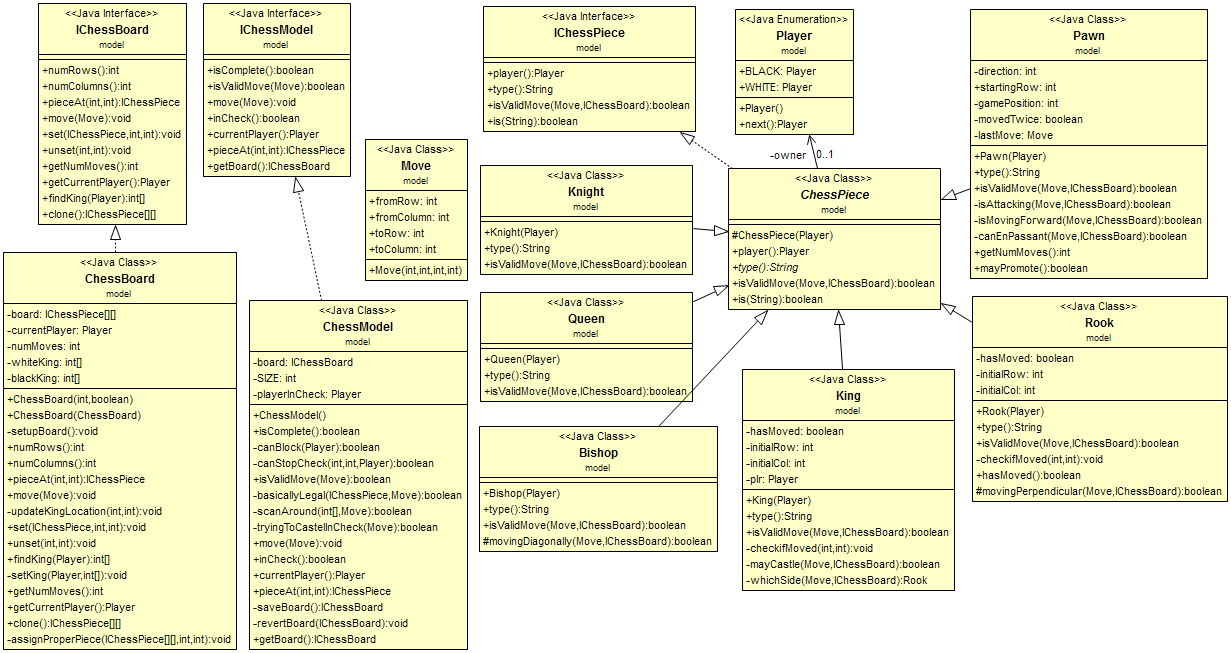 <<Java Interface>>
IChessBoard
model
+numRows():int
+numColumns():int
+pieceAt(int,int):IChessPiece
+move(Move):void
+set(IChessPiece,int,int):void
+unset(int,int):void
+getNumMoves():int
+getCurrentPlayer():Player
+findKing(Player):int[]
+clone():IChessPiece[][]
<<Java Interface>>
IChessModel
model
+isComplete():boolean
+isValidMove(Move):boolean
+move(Move):void
+inCheck():boolean
+currentPlayer():Player
+pieceAt(int,int):IChessPiece
+getBoard():IChessBoard
<<Java Class>>
Move
model
+fromRow: int
+fromColumn: int
+toRow: int
+toColumn: int
+Move(int,int,int,int)
<<Java Interface>>
IChessPiece
model
+player():Player
+type():String
+isValidMove(Move,IChessBoard):boolean
+is(String):boolean
<<Java Enumeration>>
Player
model
+BLACK: Player
+WHITE: Player
+Player()
+next():Player
-owner
0..1
<<Java Class>>
Pawn
model
-direction: int
+startingRow: int
-gamePosition: int
-movedTwice: boolean
-lastMove: Move
+Pawn(Player)
+type():String
+isValidMove(Move,IChessBoard):boolean
-isAttacking(Move,IChessBoard):boolean
-isMovingForward(Move,IChessBoard):boolean
-canEnPassant(Move,IChessBoard):boolean
+getNumMoves():int
+mayPromote():boolean
<<Java Class>>
Knight
model
+Knight(Player)
+type():String
+isValidMove(Move,IChessBoard):boolean
<<Java Class>>
ChessPiece
model
#ChessPiece(Player)
+player():Player
+type():String
+isValidMove(Move,IChessBoard):boolean
+is(String):boolean
<<Java Class>>
ChessBoard
model
-board: IChessPiece[][]
-currentPlayer: Player
-numMoves: int
-whiteKing: int[]
-blackKing: int[]
+ChessBoard(int,boolean)
+ChessBoard(ChessBoard)
-setupBoard():void
+numRows():int
+numColumns():int
+pieceAt(int,int):IChessPiece
+move(Move):void
-updateKingLocation(int,int):void
+set(IChessPiece,int,int):void
+unset(int,int):void
+findKing(Player):int[]
-setKing(Player,int[]):void
+getNumMoves():int
+getCurrentPlayer():Player
+clone():IChessPiece[][]
-assignProperPiece(IChessPiece[][],int,int):void
<<Java Class>>
ChessModel
model
-board: IChessBoard
-SIZE: int
-playerInCheck: Player
+ChessModel()
+isComplete():boolean
-canBlock(Player):boolean
-canStopCheck(int,int,Player):boolean
+isValidMove(Move):boolean
-basicallyLegal(IChessPiece,Move):boolean
-scanAround(int[],Move):boolean
-tryingToCastelInCheck(Move):boolean
+move(Move):void
+inCheck():boolean
+currentPlayer():Player
+pieceAt(int,int):IChessPiece
-saveBoard():IChessBoard
-revertBoard(IChessBoard):void
+getBoard():IChessBoard
<<Java Class>>
Queen
model
+Queen(Player)
+type():String
+isValidMove(Move,IChessBoard):boolean
<<Java Class>>
Bishop
model
+Bishop(Player)
+type():String
+isValidMove(Move,IChessBoard):boolean
#movingDiagonally(Move,IChessBoard):boolean
<<Java Class>>
King
model
-hasMoved: boolean
-initialRow: int
-initialCol: int
-plr: Player
+King(Player)
+type():String
+isValidMove(Move,IChessBoard):boolean
-checkifMoved(int,int):void
-mayCastle(Move,IChessBoard):boolean
-whichSide(Move,IChessBoard):Rook
<<Java Class>>
Rook
model
-hasMoved: boolean
-initialRow: int
-initialCol: int
+Rook(Player)
+type():String
+isValidMove(Move,IChessBoard):boolean
-checkifMoved(int,int):void
+hasMoved():boolean
#movingPerpendicular(Move,IChessBoard):boolean